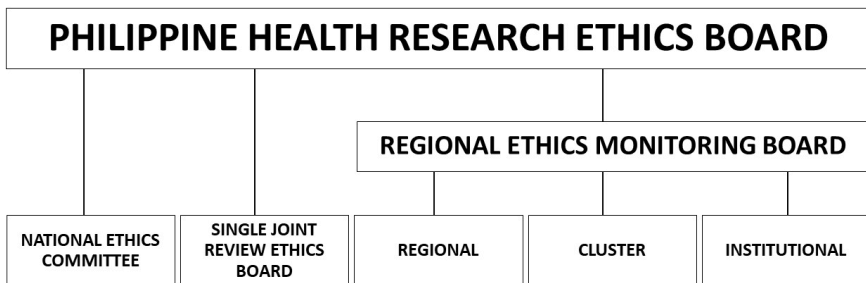 PHILIPPINE HEALTH RESEARCH ETHICS BOARD
REGIONAL ETHICS MONITORING BOARD
NATIONAL ETHICS
COMMITTEE
SINGLE JOINT
REVIEW ETHICS
BOARD
REGIONAL
CLUSTER
INSTITUTIONAL